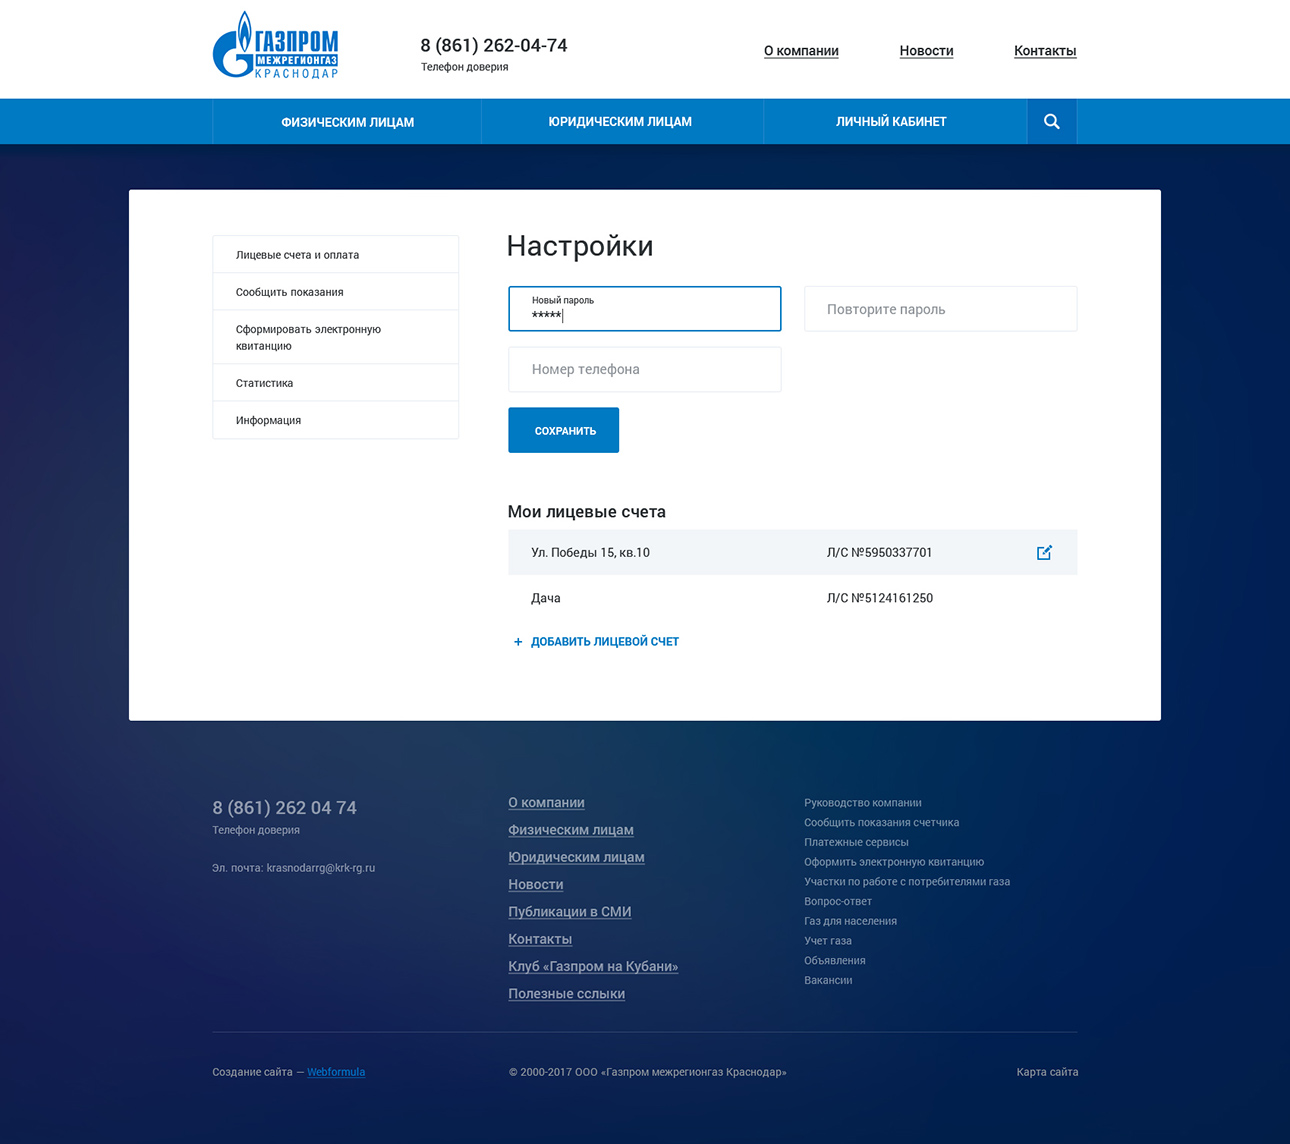 ГАЗПРОМ
МЕЖРЕГИОНГАЗ
КРАСНОДАР
8 (861) 262-04-74
Телефон доверия
О компании
Новости
Контакты
ФИЗИЧЕСКИМ ЛИЦАМ
ЮРИДИЧЕСКИМ ЛИЦАМ
ЛИЧНЫЙ КАБИНЕТ
Лицевые счета и оплата
Сообщить показания
Сформировать электронную
квитанцию
Статистика
Информация
Настройки
Новый пароль
*****
Повторите пароль
Номер телефона
СОХРАНИТЬ
Мои лицевые счета
Ул. Победы 15, кв.10
Л/С №5950337701
Дача
Л/С №5124161250
+ ДОБАВИТЬ ЛИЦЕВОЙ СЧЕТ
8 (861) 262 04 74
Телефон доверия
Эл. почта: krasnodarrg@krk-rg.ru
О компании
Физическим лицам
Юридическим лицам
Новости
Публикации в СМИ
Контакты
Клуб «Газпром на Кубани»
Полезные сслыки
Руководство компании
Сообщить показания счетчика
Платежные сервисы
Оформить электронную квитанцию
Участки по работе с потребителями газа
Вопрос-ответ
Газ для населения
Учет газа
Объявления
Вакансии
Создание сайта — Webformula
© 2000-2017 ООО «Газпром межрегионгаз Краснодар»
Карта сайта